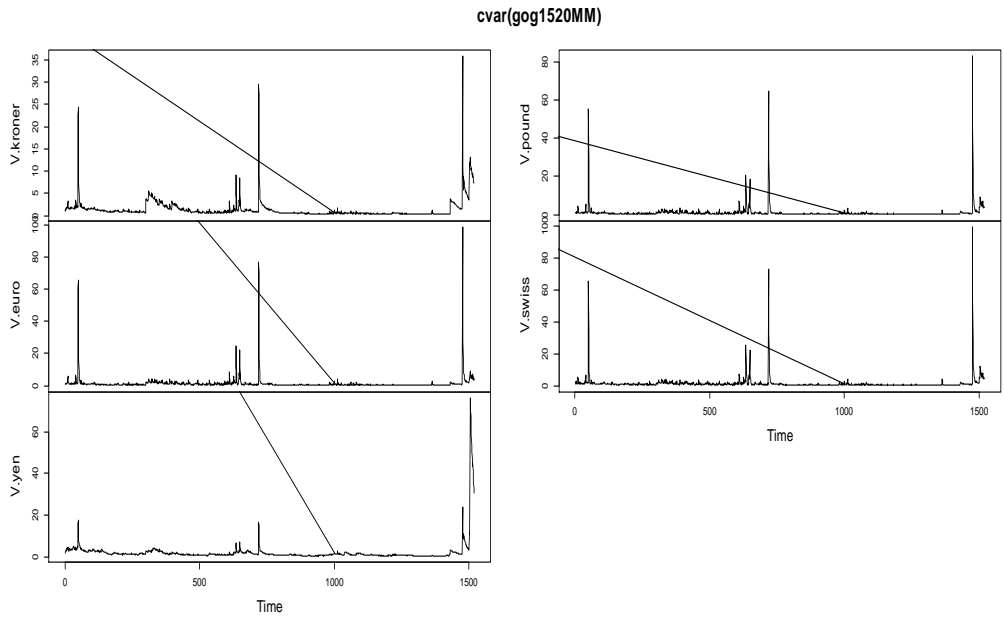 cvar(gog1520MM)
V.kroner
0 5 10 15 20 25 30 35
V.euro
0 20 40 60 80 100
V.yen
0 20 40 60
0 500 1000 1500
Time
V.pound
0 20 40 60 80
V.swiss
0 20 40 60 80 100
0 500 1000 1500
Time